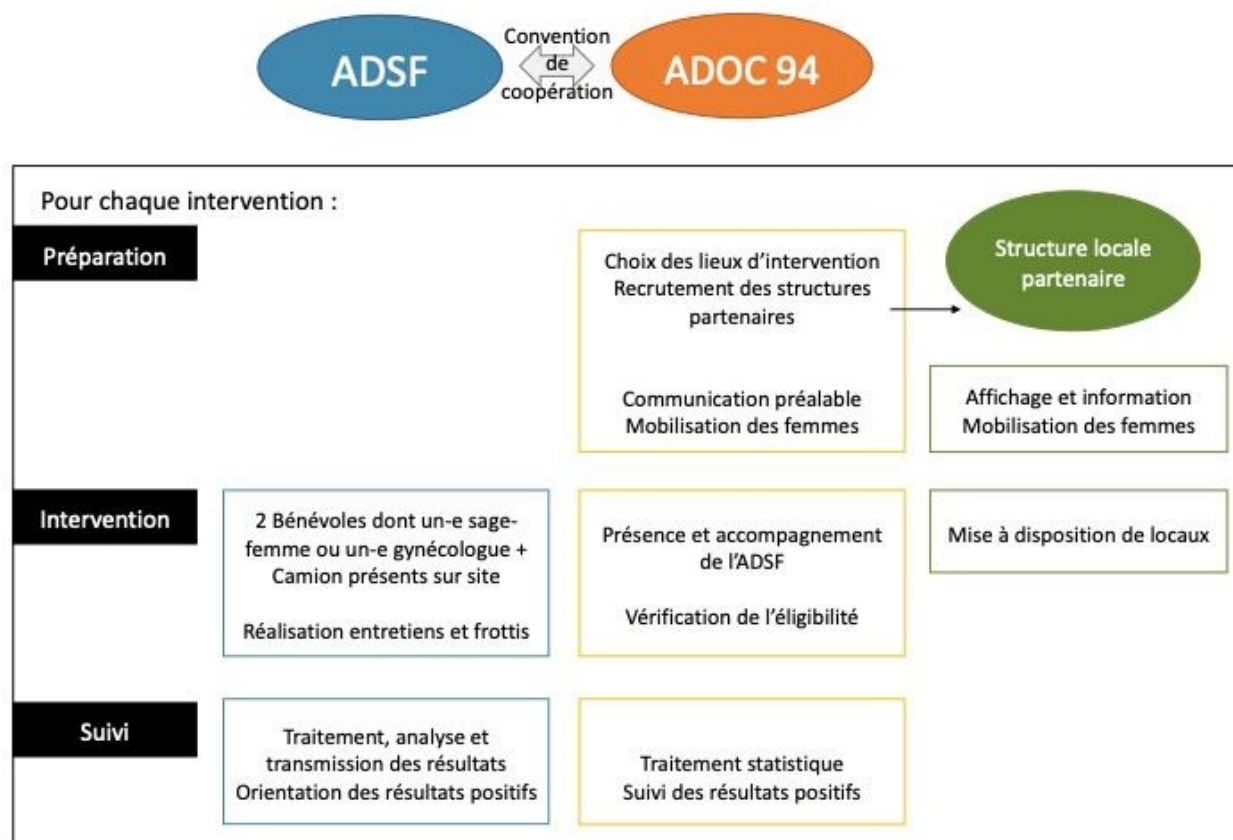 ADSF
Convention
de
coopération
ADOC 94
Pour chaque intervention :
Préparation
Choix des lieux d'intervention
Recrutement des structures
partenaires
Communication préalable
Mobilisation des femmes
Structure locale
partenaire
Affichage et information
Mobilisation des femmes
Intervention
2 Bénévoles dont un-e sage-
femme ou un-e gynécologue +
Camion présents sur site
Réalisation entretiens et frottis
Présence et accompagnement
de l'ADSF
Vérification de l'éligibilité
Mise à disposition de locaux
Suivi
Traitement, analyse et
transmission des résultats
Orientation des résultats positifs
Traitement statistique
Suivi des résultats positifs